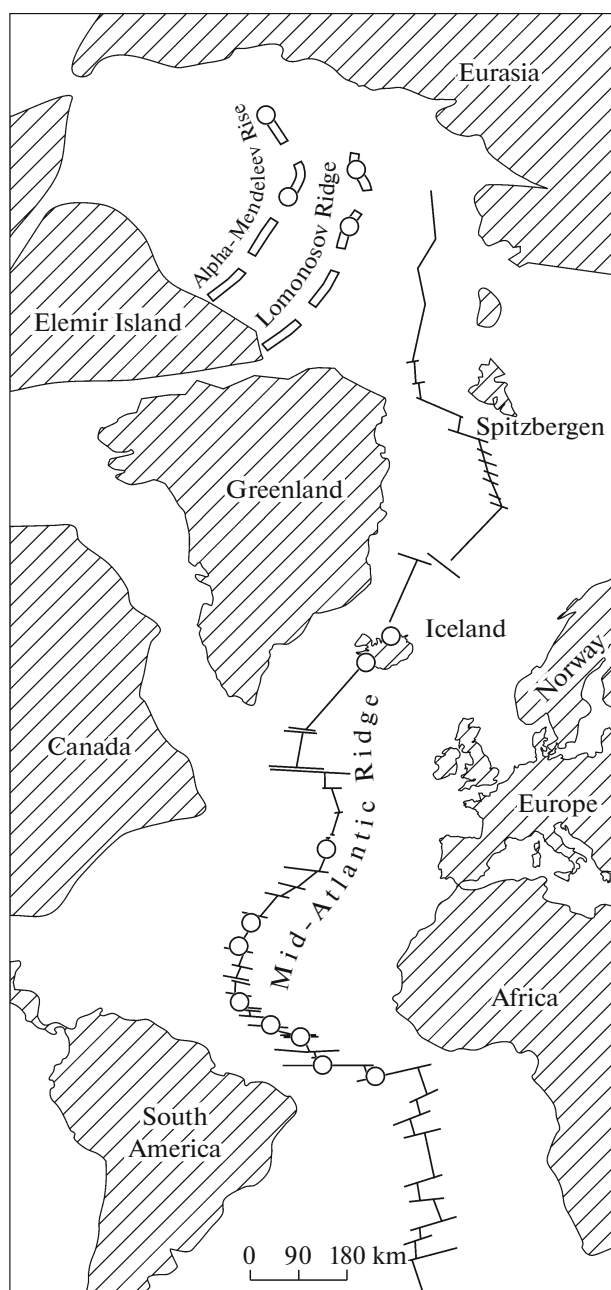 Eurasia
Alpha-Mendeleev Rise
Lomonosov Ridge
Elemir Island
Spitzbergen
Greenland
Iceland
Norway
Canada
Mid-Atlantic Ridge
Europe
Africa
South
America
0 90 180 km